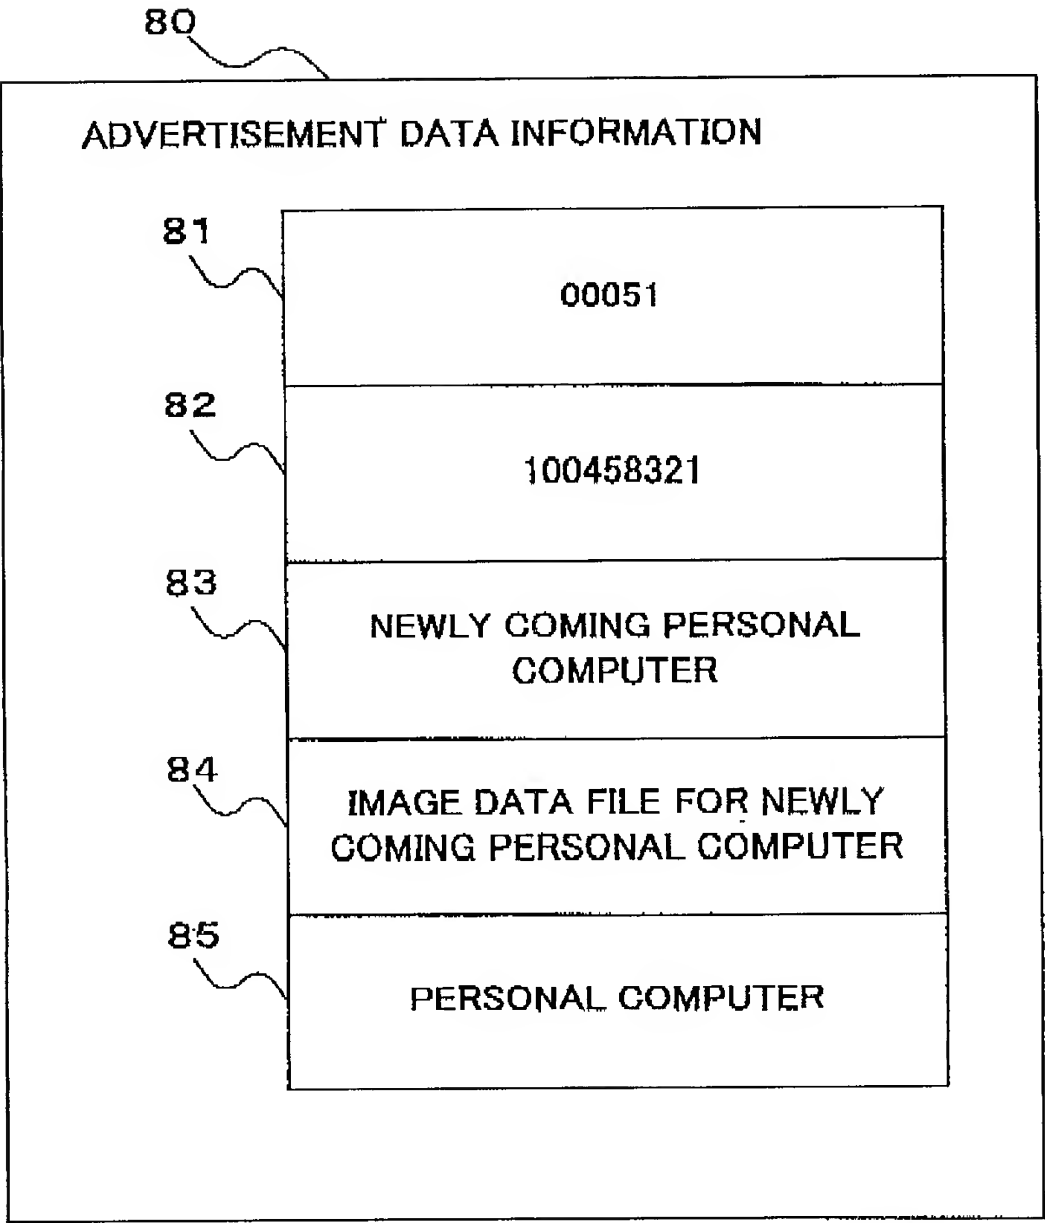 80
ADVERTISEMENT DATA INFORMATION
81
00051
82
100458321
83
NEWLY COMING PERSONAL
COMPUTER
84
IMAGE DATA FILE FOR NEWLY
COMING PERSONAL COMPUTER
85
PERSONAL COMPUTER